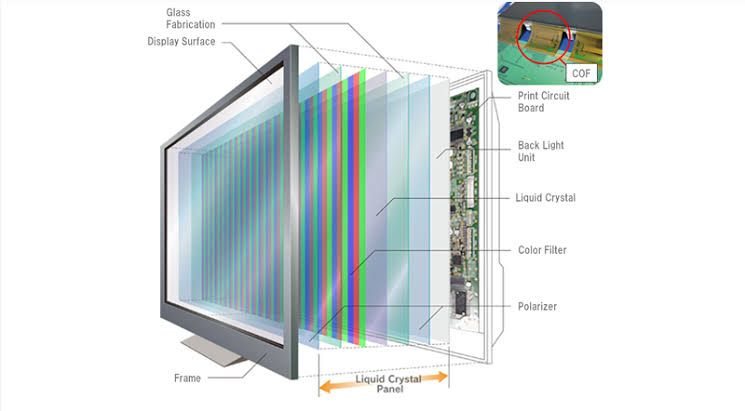 Glass
Fabrication
Display Surface
COF
Print Circuit
Board
Back Light
Unit
Liquid Crystal
Color Filter
Polarizer
Frame
Liquid Crystal
Panel